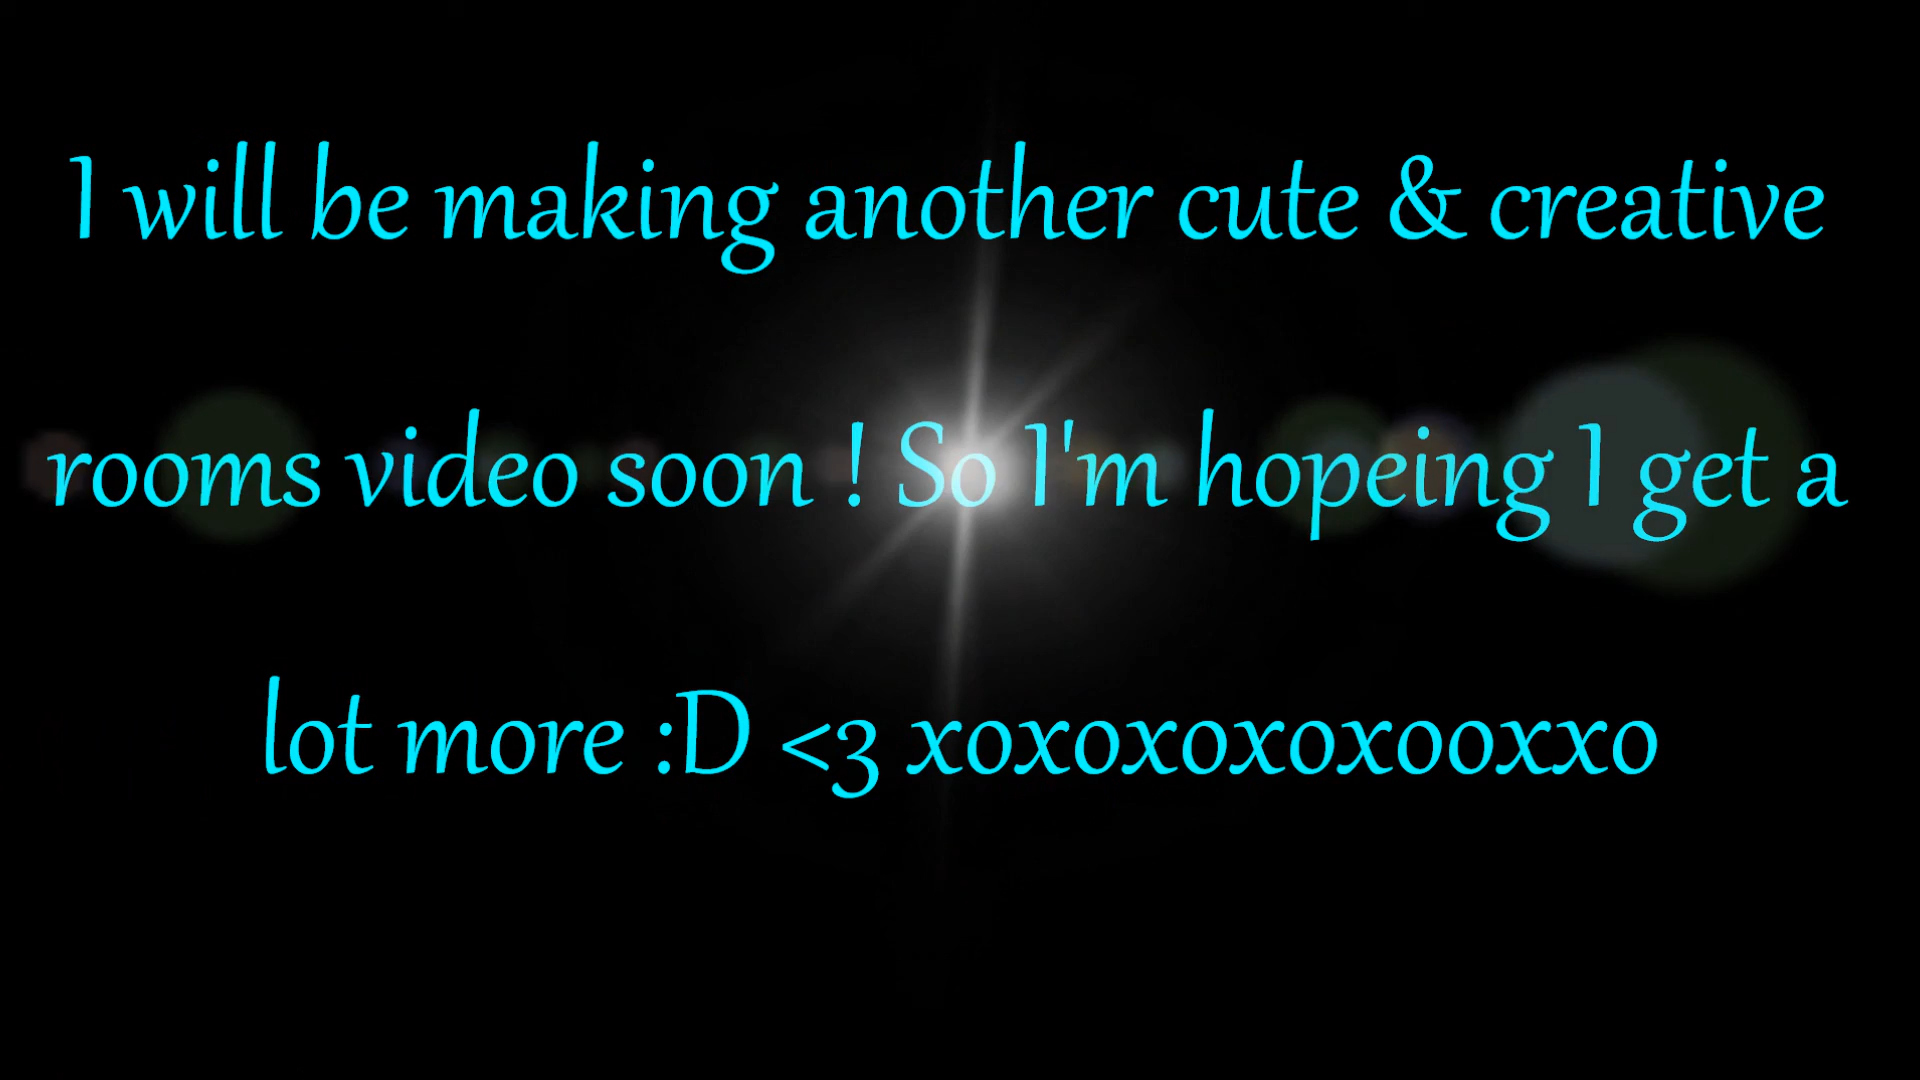 I will be making another cute & creative
rooms video soon ! So I'm hopeing I get a
lot more :D <3 xoxoxoxoxooxxo